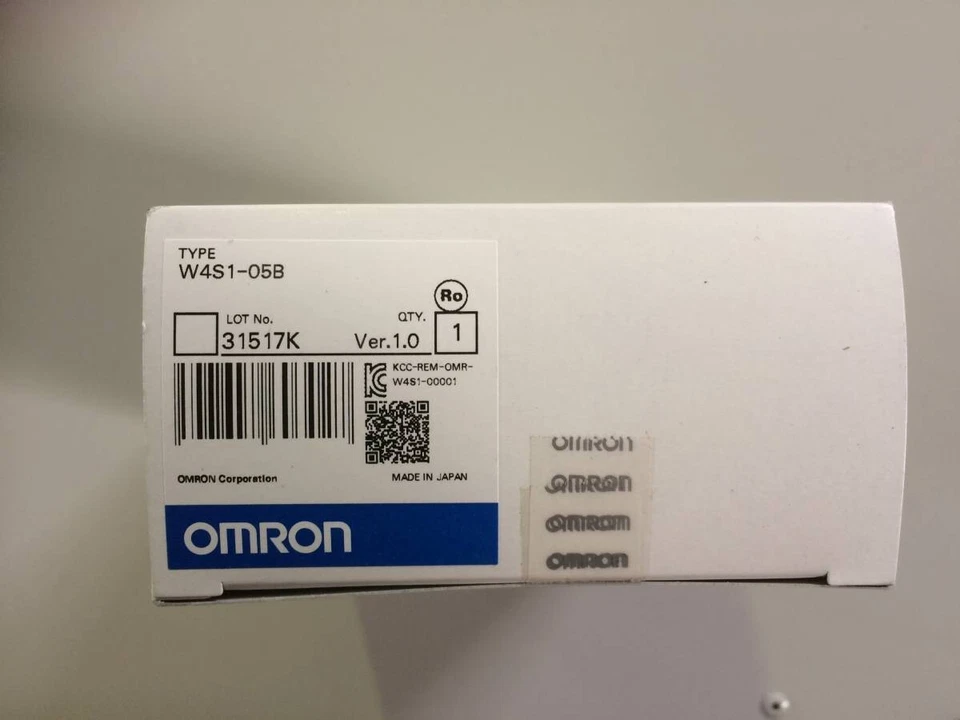 TYPE
W4S1-05B
Ro
LOT No.
QTY.
31517K
Ver.1.0
1
KCC-REM-OMR-
W4S1-00001
OMRON Corporation
MADE IN JAPAN
OMRON
OMRON
OMRON
OMRON
OMRON